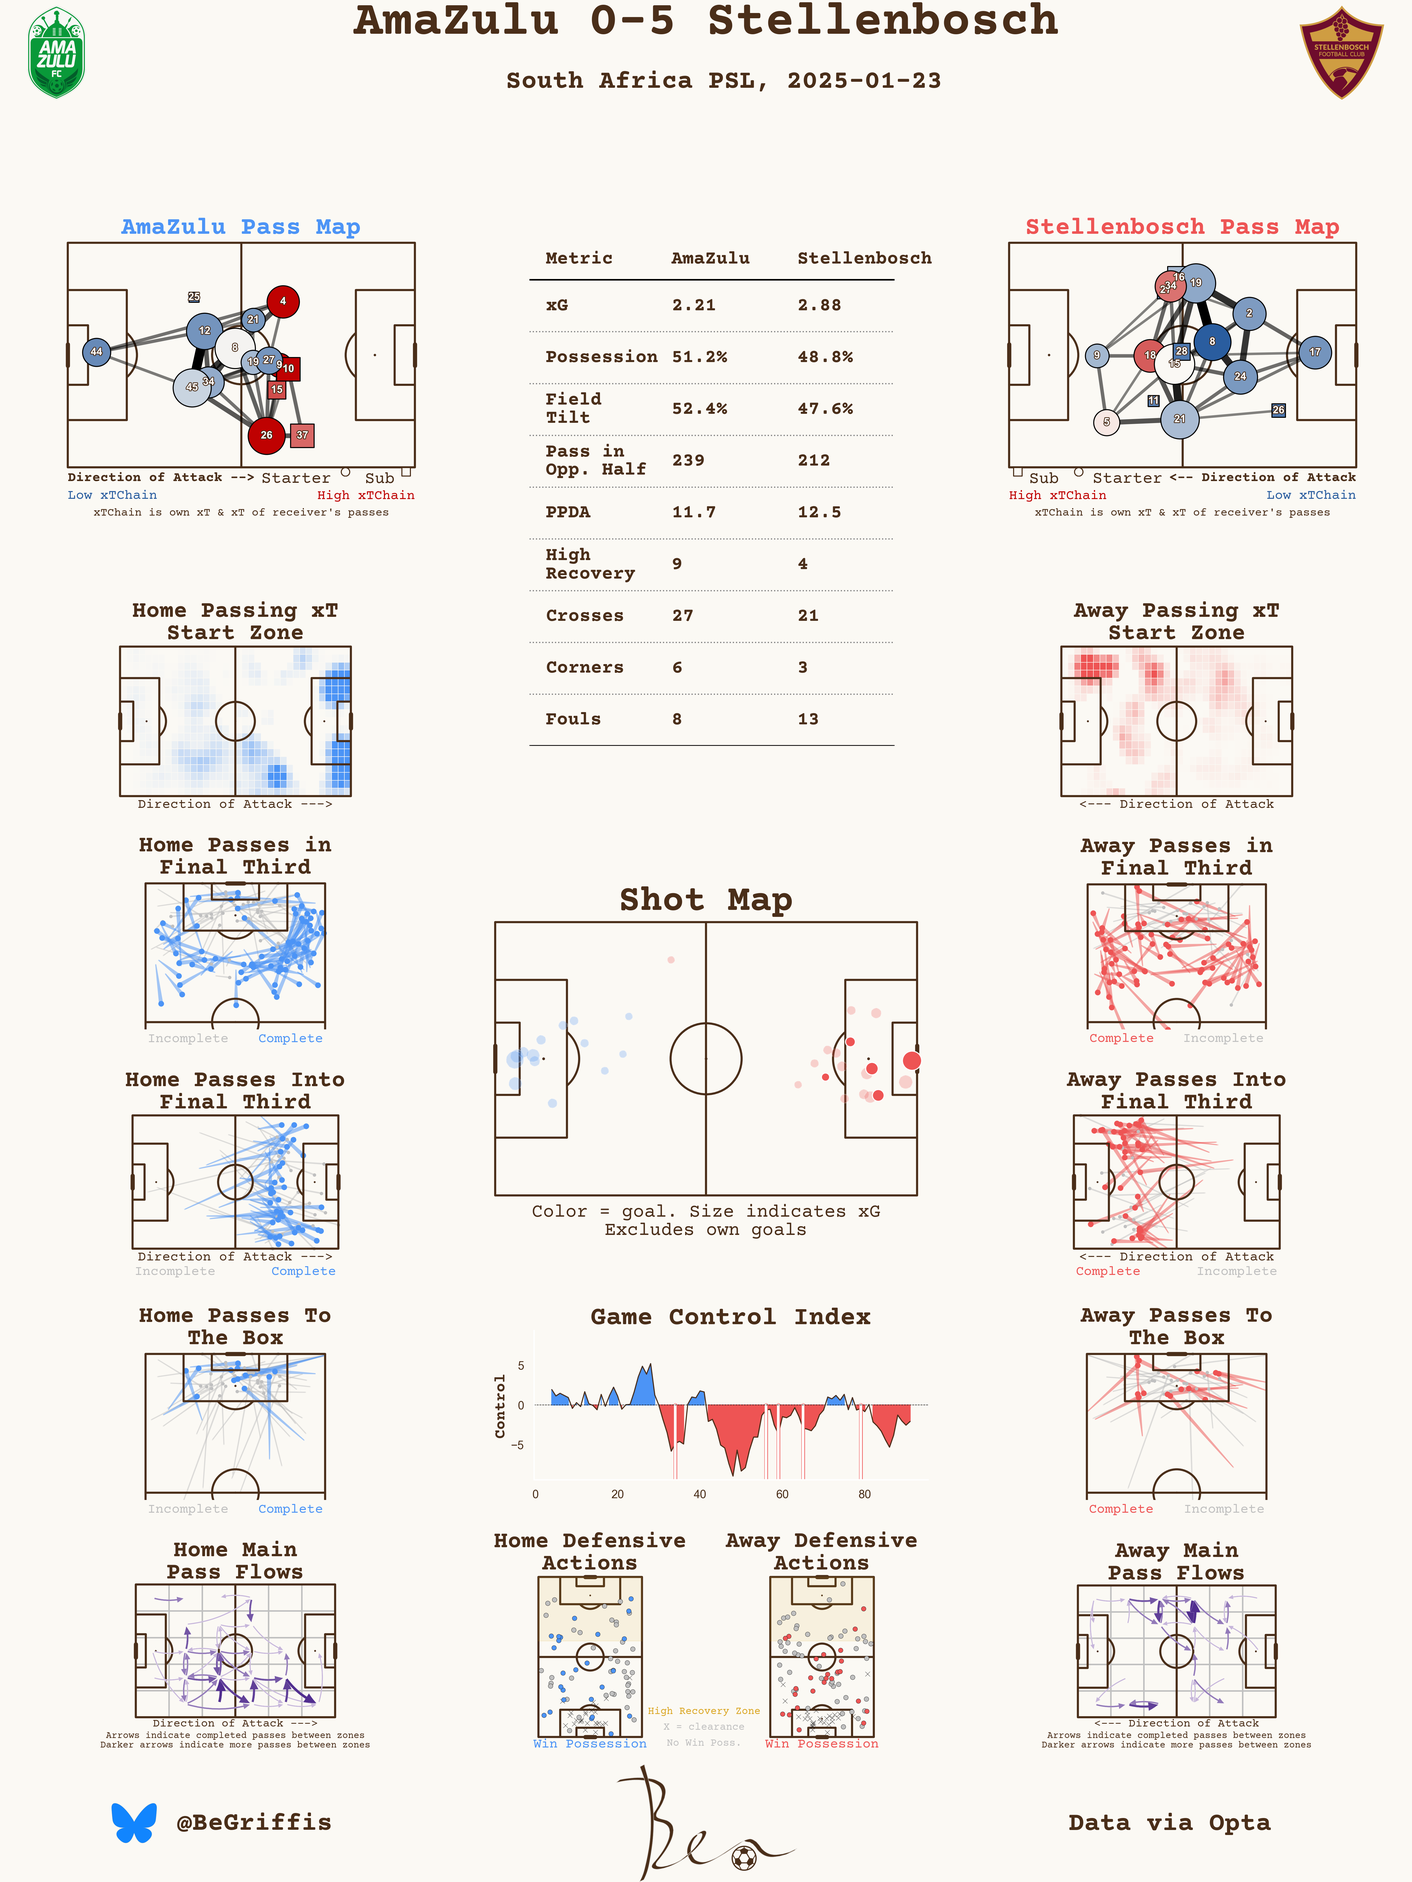 AmaZulu 0-5 Stellenbosch
South Africa PSL, 2025-01-23
AMA
ZULU
FC
STELLENBOSCH
FOOTBALL CLUB
AmaZulu Pass Map
25
4
21
12
8
44
19
27
9
10
34
45
15
26
37
Direction of Attack --> Starter Sub
Low xTChain High xTChain
xTChain is own xT & xT of receiver's passes
Metric AmaZulu Stellenbosch
xG 2.21 2.88
Possession 51.2% 48.8%
Field
Tilt 52.4% 47.6%
Pass in
Opp. Half 239 212
PPDA 11.7 12.5
High
Recovery 9 4
Crosses 27 21
Corners 6 3
Fouls 8 13
Stellenbosch Pass Map
16
34
19
2
8
28
17
9
18
15
24
11
5
21
26
Sub Starter <-- Direction of Attack
High xTChain Low xTChain
xTChain is own xT & xT of receiver's passes
Home Passing xT
Start Zone
Direction of Attack --->
Away Passing xT
Start Zone
<--- Direction of Attack
Home Passes in
Final Third
Incomplete Complete
Away Passes in
Final Third
Complete Incomplete
Shot Map
Color = goal. Size indicates xG
Excludes own goals
Home Passes Into
Final Third
Direction of Attack --->
Incomplete Complete
Away Passes Into
Final Third
<--- Direction of Attack
Complete Incomplete
Home Passes To
The Box
Incomplete Complete
Game Control Index
Control
5
0
−5
0 20 40 60 80
Away Passes To
The Box
Complete Incomplete
Home Main
Pass Flows
Direction of Attack --->
Arrows indicate completed passes between zones
Darker arrows indicate more passes between zones
Home Defensive
Actions
Win Possession
Away Defensive
Actions
Win Possession
High Recovery Zone
X = clearance
No Win Poss.
Away Main
Pass Flows
<--- Direction of Attack
Arrows indicate completed passes between zones
Darker arrows indicate more passes between zones
@BeGriffis
Ben
Data via Opta